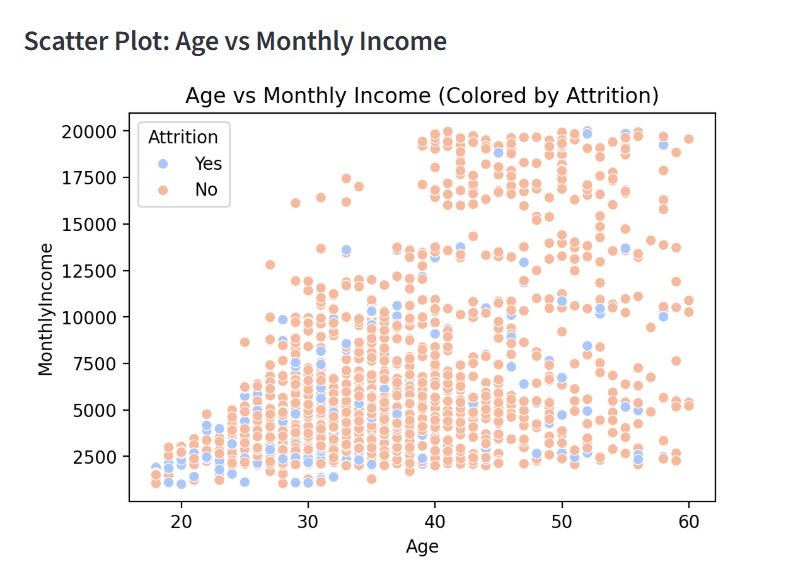 Scatter Plot: Age vs Monthly Income
Age vs Monthly Income (Colored by Attrition)
Attrition
Yes
No
20000
17500
15000
12500
10000
7500
5000
2500
MonthlyIncome
20 30 40 50 60
Age